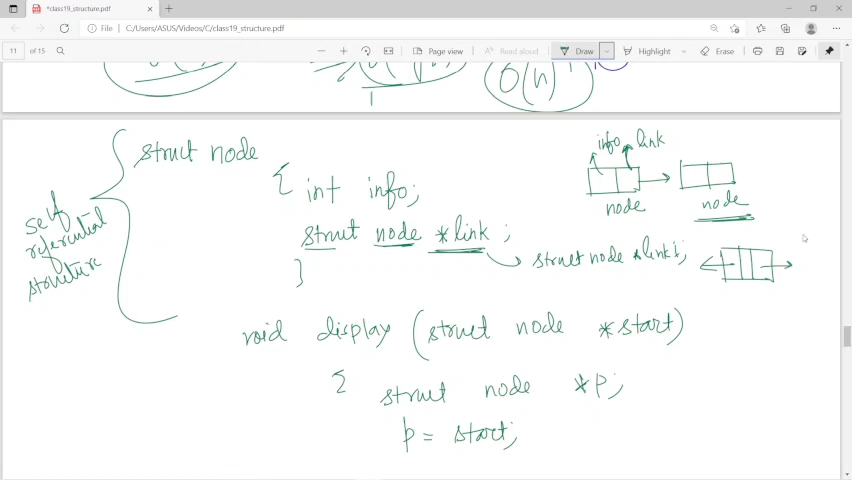 *class19_structure.pdf
File | C:/Users/ASUS/Videos/C/class19_structure.pdf
11 of 15
Page view
Read aloud
Draw
Highlight
Erase
O(n)
struct node
{ int info;
struct node *link ;
}
self
referential
structure
info link
node
node
struct node *link1;
void display (struct node *start)
{ struct node *p;
p = start;